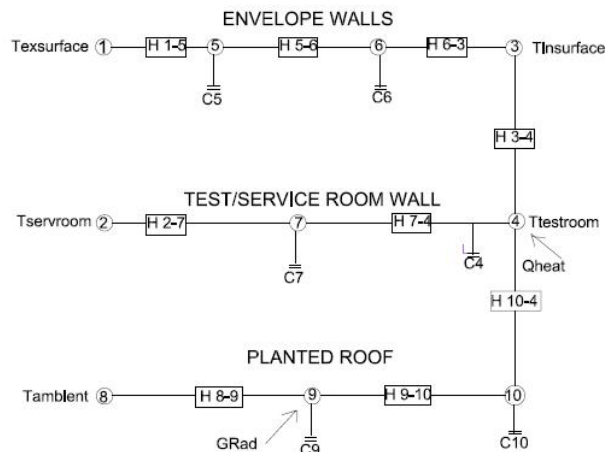 ENVELOPE WALLS
Texsurface 1 H 1-5 5 H 5-6 6 H 6-3 3 TInsurface
C5 C6
H 3-4
TEST/SERVICE ROOM WALL
Tservroom 2 H 2-7 7 H 7-4 4 Ttestroom
C7 C4 Qheat
H 10-4
PLANTED ROOF
Tambient 8 H 8-9 9 H 9-10 10
GRad C9 C10